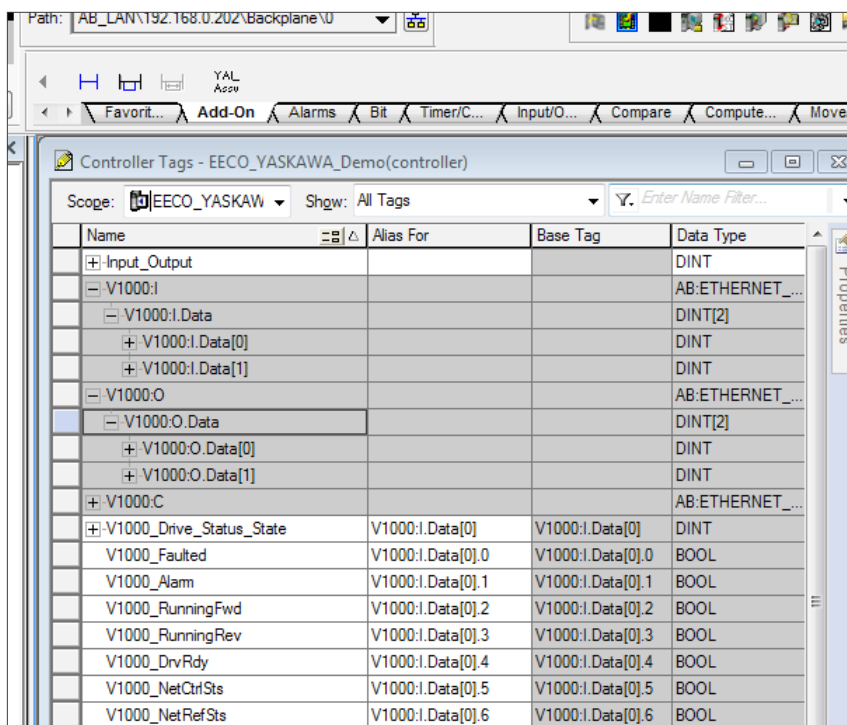 Path: AB_LAN\192.168.0.202\Backplane\0
YAL
Assu
Favorit... Add-On Alarms Bit Timer/C... Input/O... Compare Compute... Move
Controller Tags - EECO_YASKAWA_Demo(controller)
Scope: EECO_YASKAW Show: All Tags Enter Name Filter...
Name Alias For Base Tag Data Type
Input_Output DINT
V1000:I AB:ETHERNET_...
V1000:I.Data DINT[2]
V1000:I.Data[0] DINT
V1000:I.Data[1] DINT
V1000:O AB:ETHERNET_...
V1000:O.Data DINT[2]
V1000:O.Data[0] DINT
V1000:O.Data[1] DINT
V1000:C AB:ETHERNET_...
V1000_Drive_Status_State V1000:I.Data[0] V1000:I.Data[0] DINT
V1000_Faulted V1000:I.Data[0].0 V1000:I.Data[0].0 BOOL
V1000_Alarm V1000:I.Data[0].1 V1000:I.Data[0].1 BOOL
V1000_RunningFwd V1000:I.Data[0].2 V1000:I.Data[0].2 BOOL
V1000_RunningRev V1000:I.Data[0].3 V1000:I.Data[0].3 BOOL
V1000_DrvRdy V1000:I.Data[0].4 V1000:I.Data[0].4 BOOL
V1000_NetCtrlSts V1000:I.Data[0].5 V1000:I.Data[0].5 BOOL
V1000_NetRefSts V1000:I.Data[0].6 V1000:I.Data[0].6 BOOL
Properties